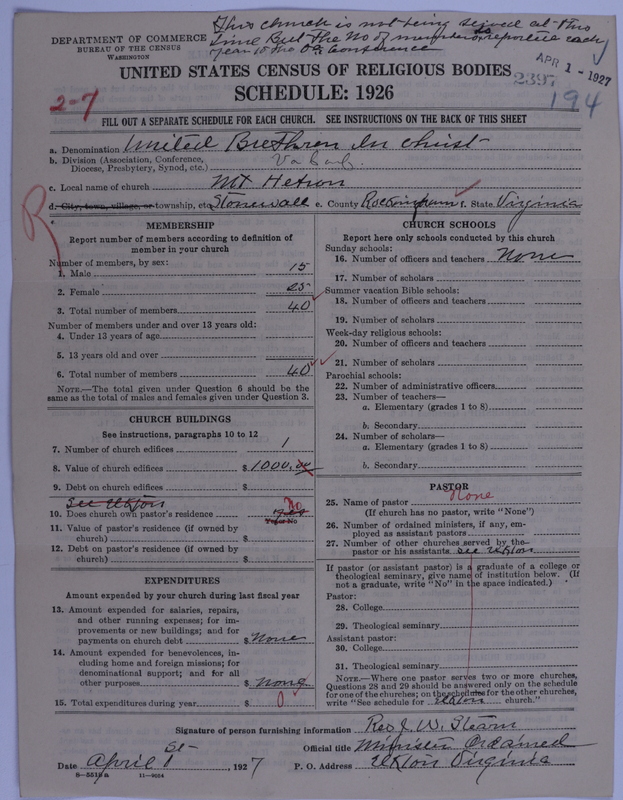 This church is not being served at this
time But the No of members is reported each
year to the Conference
DEPARTMENT OF COMMERCE
BUREAU OF THE CENSUS
WASHINGTON
APR 1 - 1927
UNITED STATES CENSUS OF RELIGIOUS BODIES
2397
SCHEDULE: 1926
194
2-7
FILL OUT A SEPARATE SCHEDULE FOR EACH CHURCH. SEE INSTRUCTIONS ON THE BACK OF THIS SHEET
a. Denomination United Brethren In Christ
b. Division (Association, Conference,
Diocese, Presbytery, Synod, etc.)
c. Local name of church Mt Hebron
d. City, town, village, or township, etc. Stonewall e. County Rockingham f. State Virginia
R
MEMBERSHIP
Report number of members according to definition of
member in your church
Number of members, by sex:
1. Male 15
2. Female 25
3. Total number of members 40
Number of members under and over 13 years old:
4. Under 13 years of age
5. 13 years old and over
6. Total number of members 40
NOTE.—The total given under Question 6 should be the
same as the total of males and females given under Question 3.
CHURCH BUILDINGS
See instructions, paragraphs 10 to 12
7. Number of church edifices 1
8. Value of church edifices $1000.00
9. Debt on church edifices $
See Elkton
10. Does church own pastor's residence No
Yes or No
11. Value of pastor's residence (if owned by
church) $
12. Debt on pastor's residence (if owned by
church) $
EXPENDITURES
Amount expended by your church during last fiscal year
13. Amount expended for salaries, repairs,
and other running expenses; for im-
provements or new buildings; and for
payments on church debt $ None
14. Amount expended for benevolences, in-
cluding home and foreign missions; for
denominational support; and for all
other purposes $ None
15. Total expenditures during year $ 0
CHURCH SCHOOLS
Report here only schools conducted by this church
Sunday schools:
16. Number of officers and teachers None
17. Number of scholars
Summer vacation Bible schools:
18. Number of officers and teachers
19. Number of scholars
Week-day religious schools:
20. Number of officers and teachers
21. Number of scholars
Parochial schools:
22. Number of administrative officers
23. Number of teachers—
a. Elementary (grades 1 to 8)
b. Secondary
24. Number of scholars—
a. Elementary (grades 1 to 8)
b. Secondary
PASTOR
25. Name of pastor None
(If church has no pastor, write "None")
26. Number of ordained ministers, if any, em-
ployed as assistant pastors
27. Number of other churches served by the
pastor or his assistants see Elkton
If pastor (or assistant pastor) is a graduate of a college or
theological seminary, give name of institution below. (If
not a graduate, write "No" in the space indicated.)
Pastor:
28. College
29. Theological seminary
Assistant pastor:
30. College
31. Theological seminary
NOTE.—Where one pastor serves two or more churches,
Questions 28 and 29 should be answered only on the schedule
for one of the churches; on the schedules for the other churches,
write "See schedule for Elkton church."
Signature of person furnishing information Rev J. W. Stearn
Official title Minister Ordained
Date April 1st, 1927 P. O. Address Elkton Virginia
8-5518a 11-9054